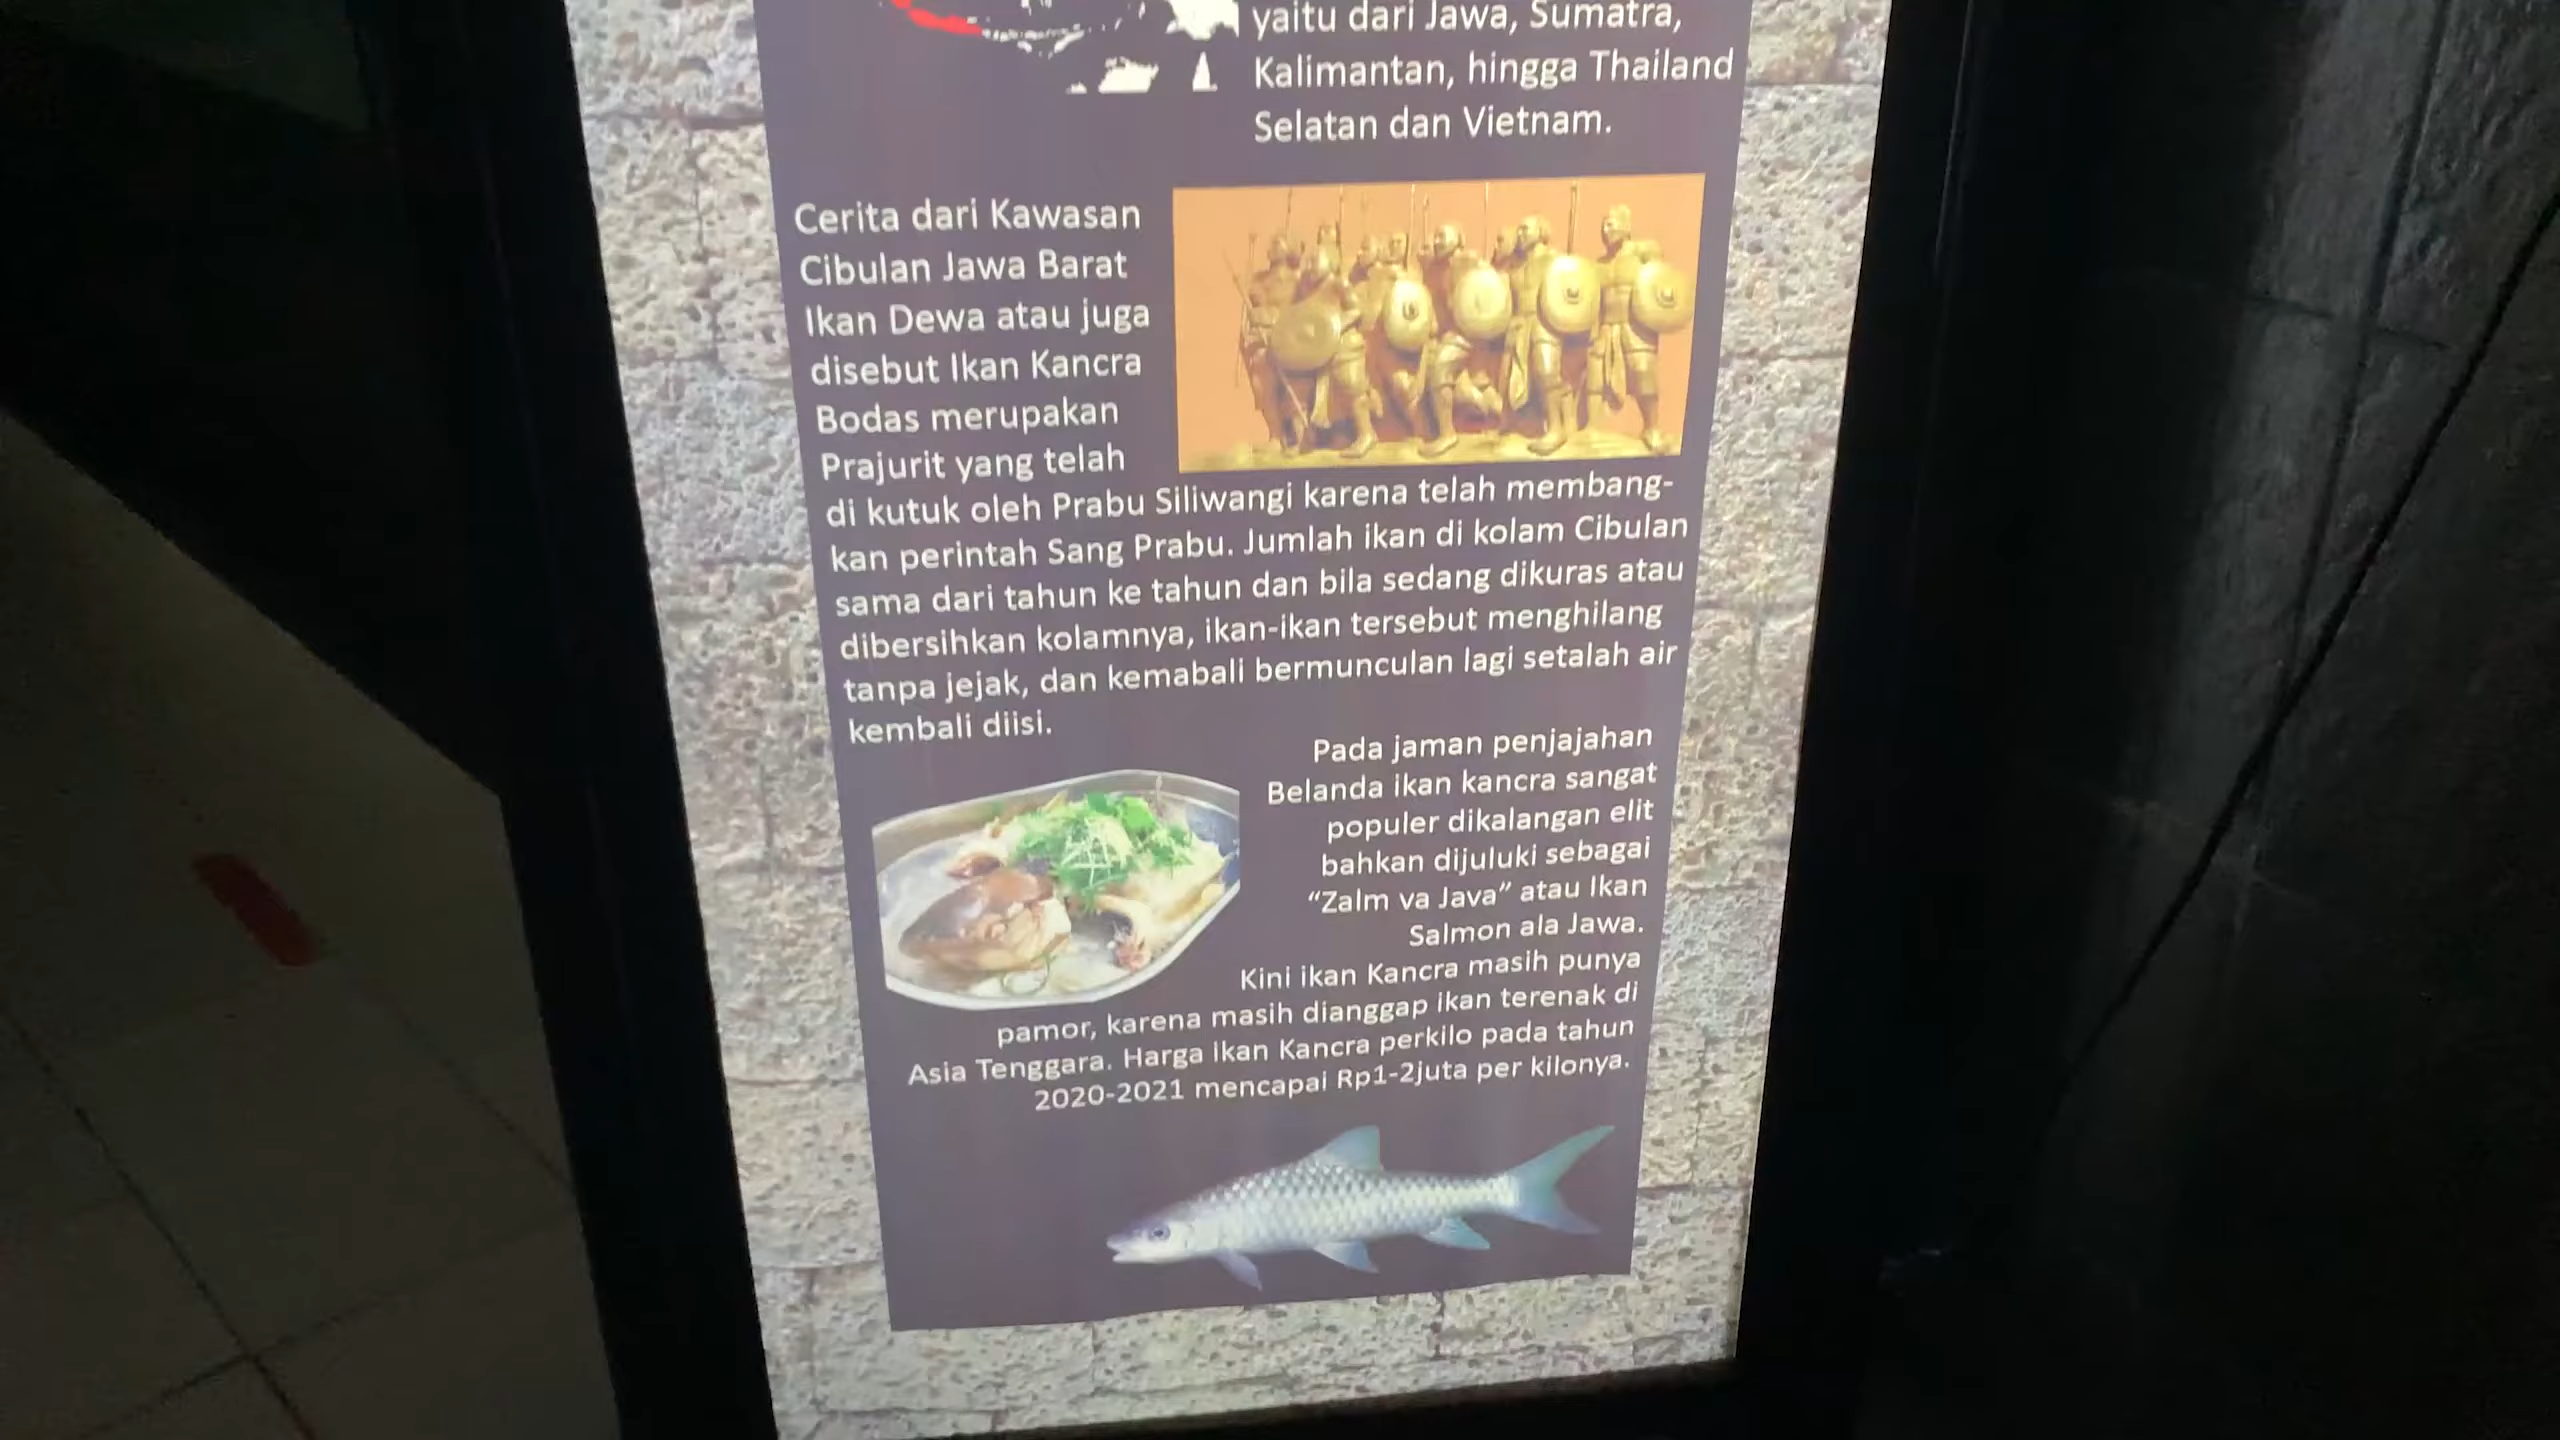 yaitu dari Jawa, Sumatra,
Kalimantan, hingga Thailand
Selatan dan Vietnam.
Cerita dari Kawasan
Cibulan Jawa Barat
Ikan Dewa atau juga
disebut Ikan Kancra
Bodas merupakan
Prajurit yang telah
di kutuk oleh Prabu Siliwangi karena telah membang-
kan perintah Sang Prabu. Jumlah ikan di kolam Cibulan
sama dari tahun ke tahun dan bila sedang dikuras atau
dibersihkan kolamnya, ikan-ikan tersebut menghilang
tanpa jejak, dan kemabali bermunculan lagi setalah air
kembali diisi.
Pada jaman penjajahan
Belanda ikan kancra sangat
populer dikalangan elit
bahkan dijuluki sebagai
“Zalm va Java” atau Ikan
Salmon ala Jawa.
Kini ikan Kancra masih punya
pamor, karena masih dianggap ikan terenak di
Asia Tenggara. Harga Ikan Kancra perkilo pada tahun
2020-2021 mencapai Rp1-2juta per kilonya.